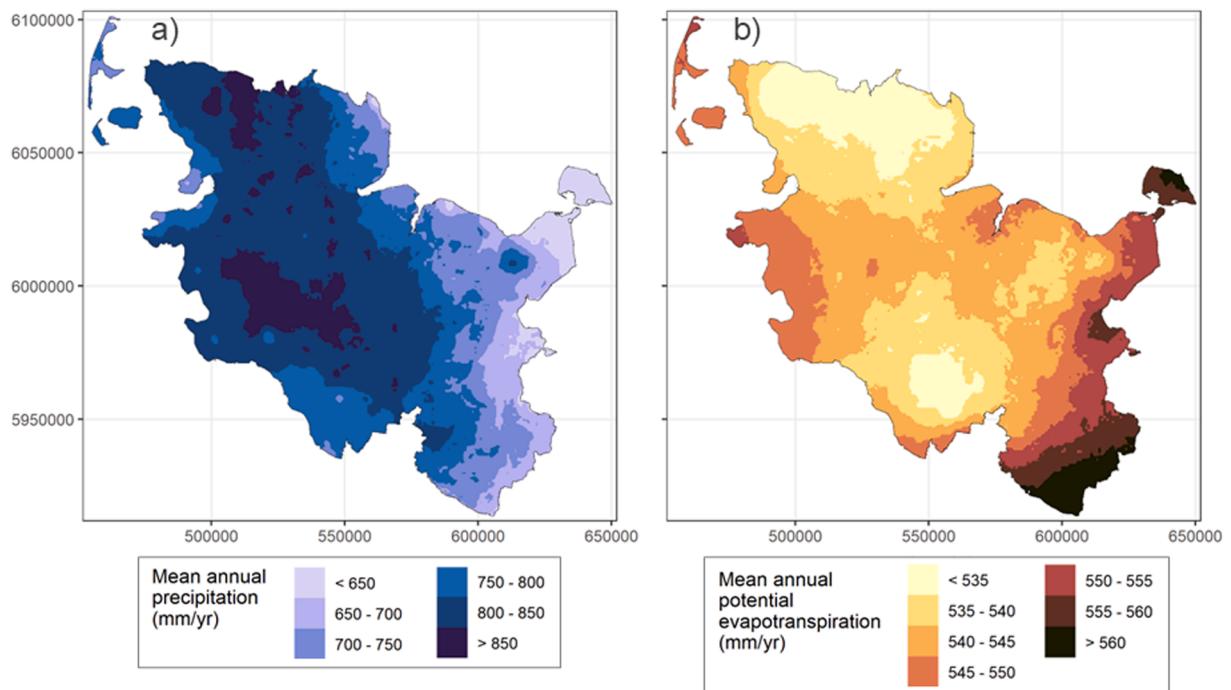 a)
b)
6100000
6050000
6000000
5950000
500000
550000
600000
650000
500000
550000
600000
650000
Mean annual
precipitation
(mm/yr)
< 650
650 - 700
700 - 750
750 - 800
800 - 850
> 850
Mean annual
potential
evapotranspiration
(mm/yr)
< 535
535 - 540
540 - 545
545 - 550
550 - 555
555 - 560
> 560